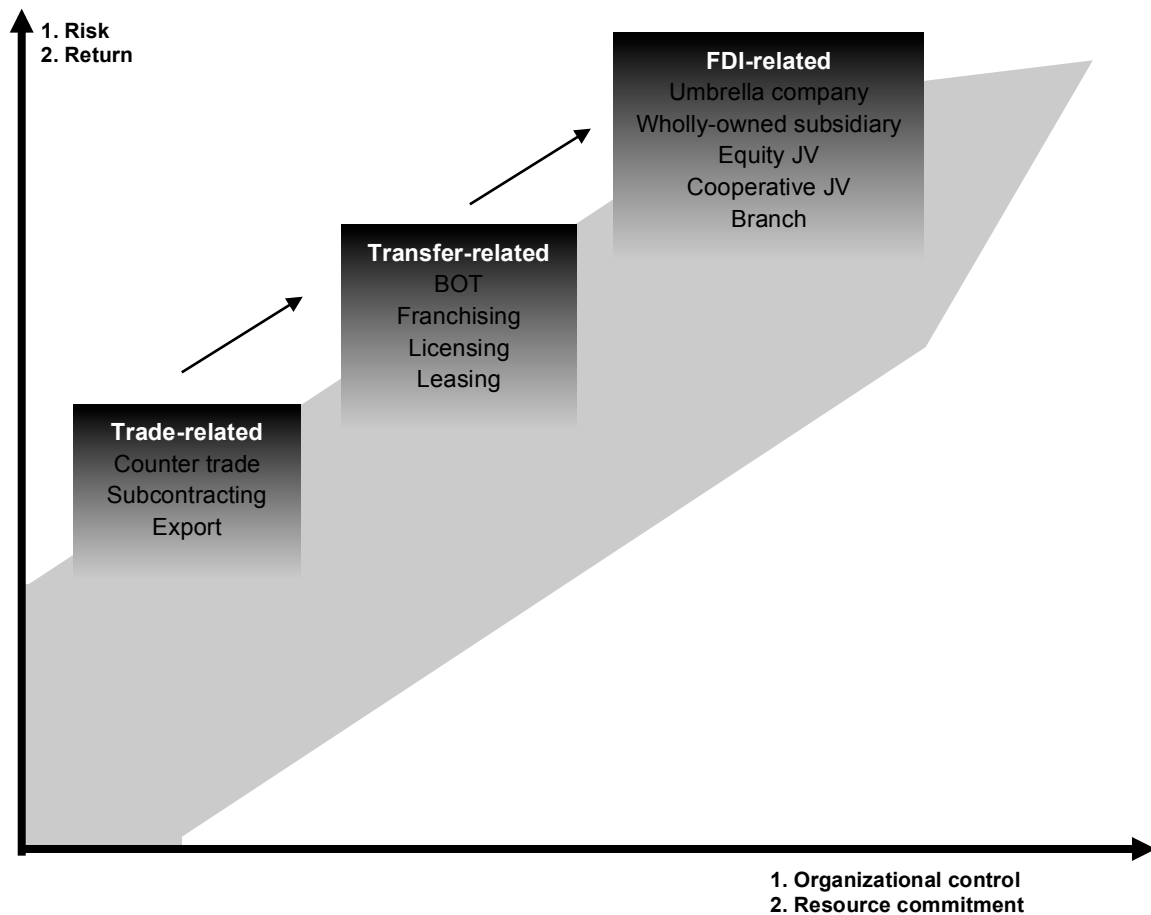 1. Risk
2. Return
FDI-related
Umbrella company
Wholly-owned subsidiary
Equity JV
Cooperative JV
Branch
Transfer-related
BOT
Franchising
Licensing
Leasing
Trade-related
Counter trade
Subcontracting
Export
1. Organizational control
2. Resource commitment